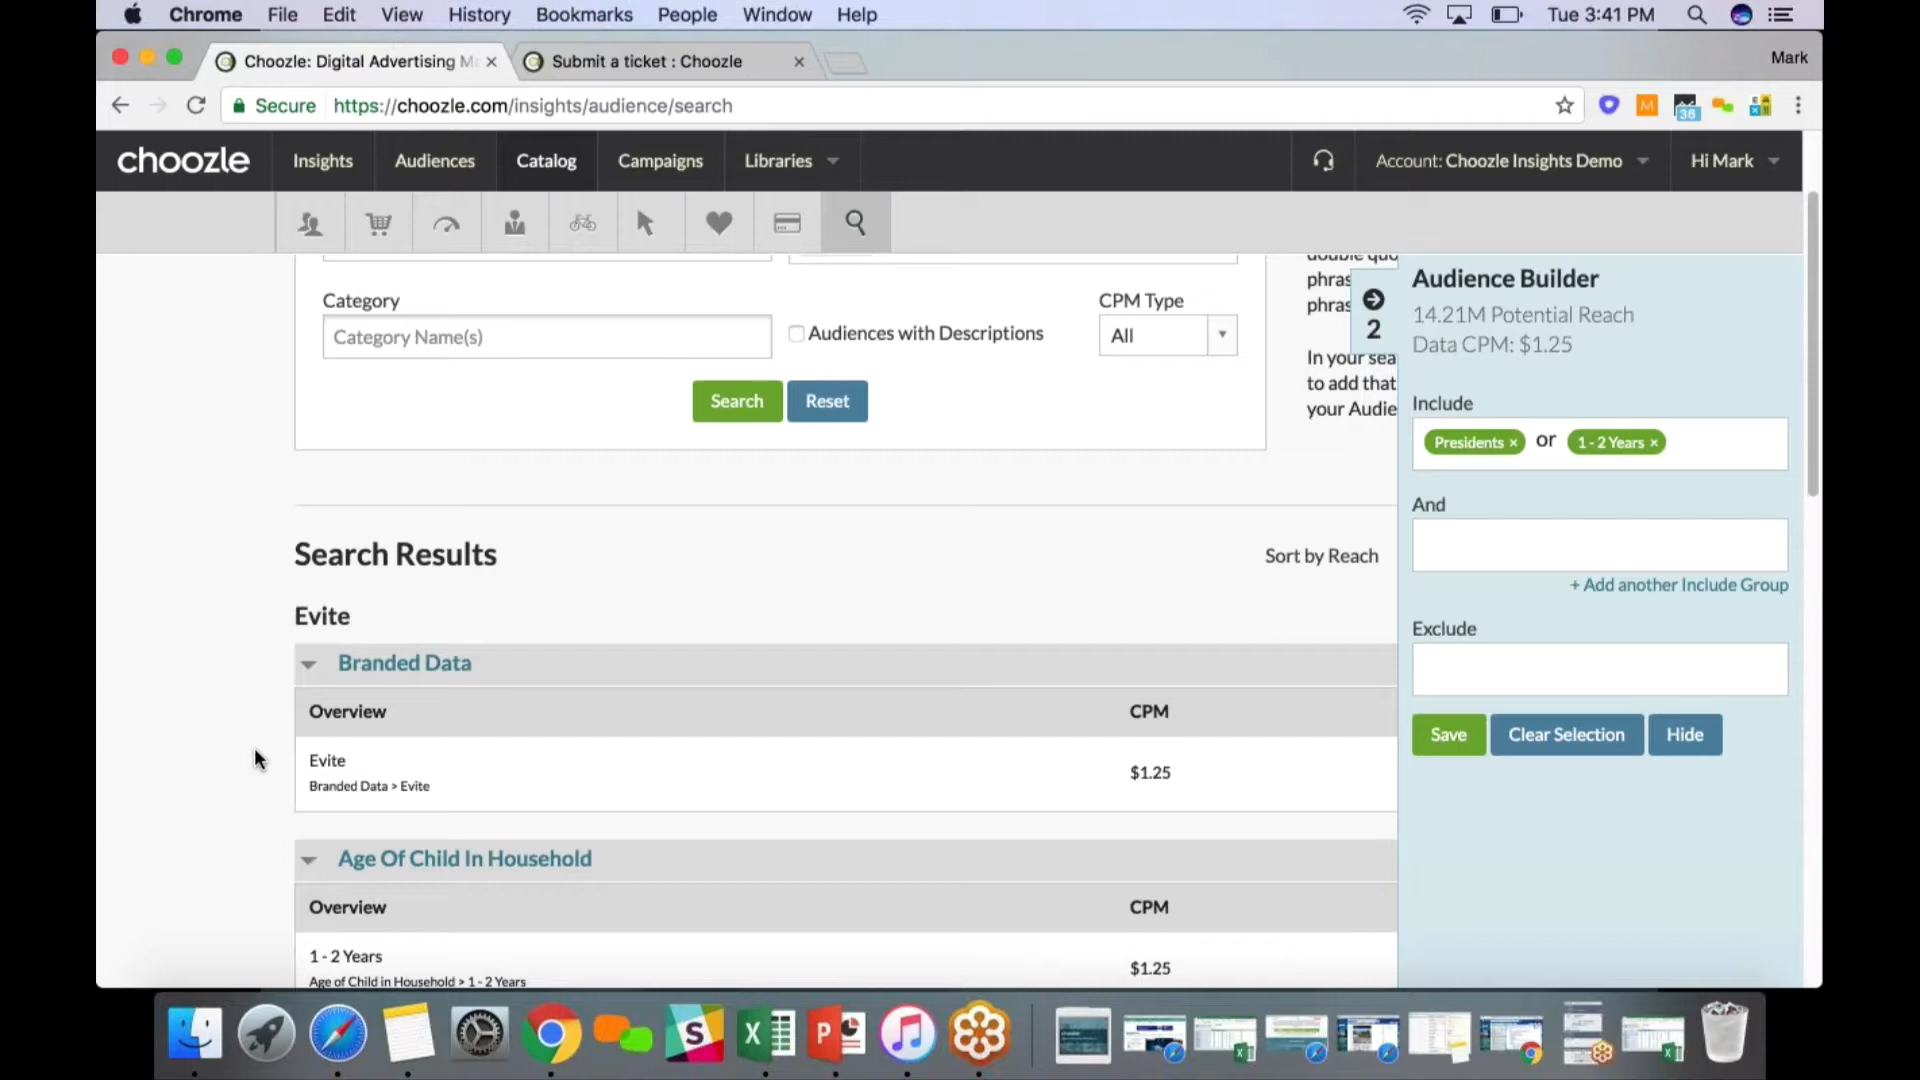 Chrome File Edit View History Bookmarks People Window Help
Tue 3:41 PM
Choozle: Digital Advertising Ma
Submit a ticket : Choozle
Mark
Secure https://choozle.com/insights/audience/search
36
choozle Insights Audiences Catalog Campaigns Libraries
Account: Choozle Insights Demo Hi Mark
double quo
phras
phras
In your sea
to add that
your Audie
Category
Category Name(s)
Audiences with Descriptions
CPM Type
All
Search Reset
2
Audience Builder
14.21M Potential Reach
Data CPM: $1.25
Include
Presidents × or 1 - 2 Years ×
And
+ Add another Include Group
Exclude
Save Clear Selection Hide
Search Results
Sort by Reach
Evite
Branded Data
Overview CPM
Evite
Branded Data > Evite
$1.25
Age Of Child In Household
Overview CPM
1 - 2 Years
Age of Child in Household > 1 - 2 Years
$1.25